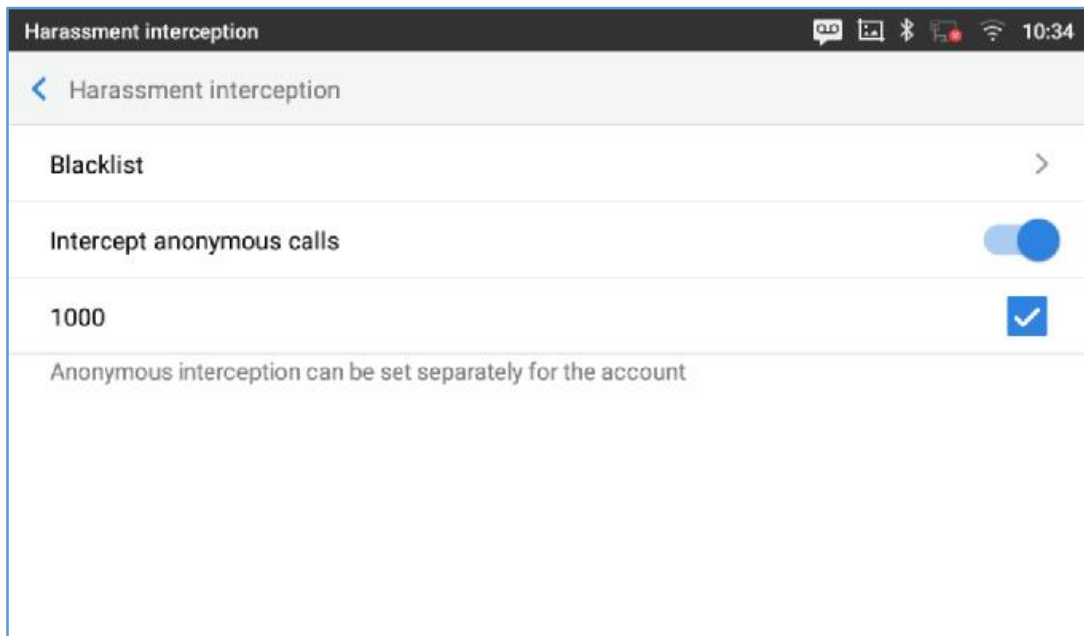 Harassment interception 10:34
Harassment interception
Blacklist
Intercept anonymous calls
1000
Anonymous interception can be set separately for the account